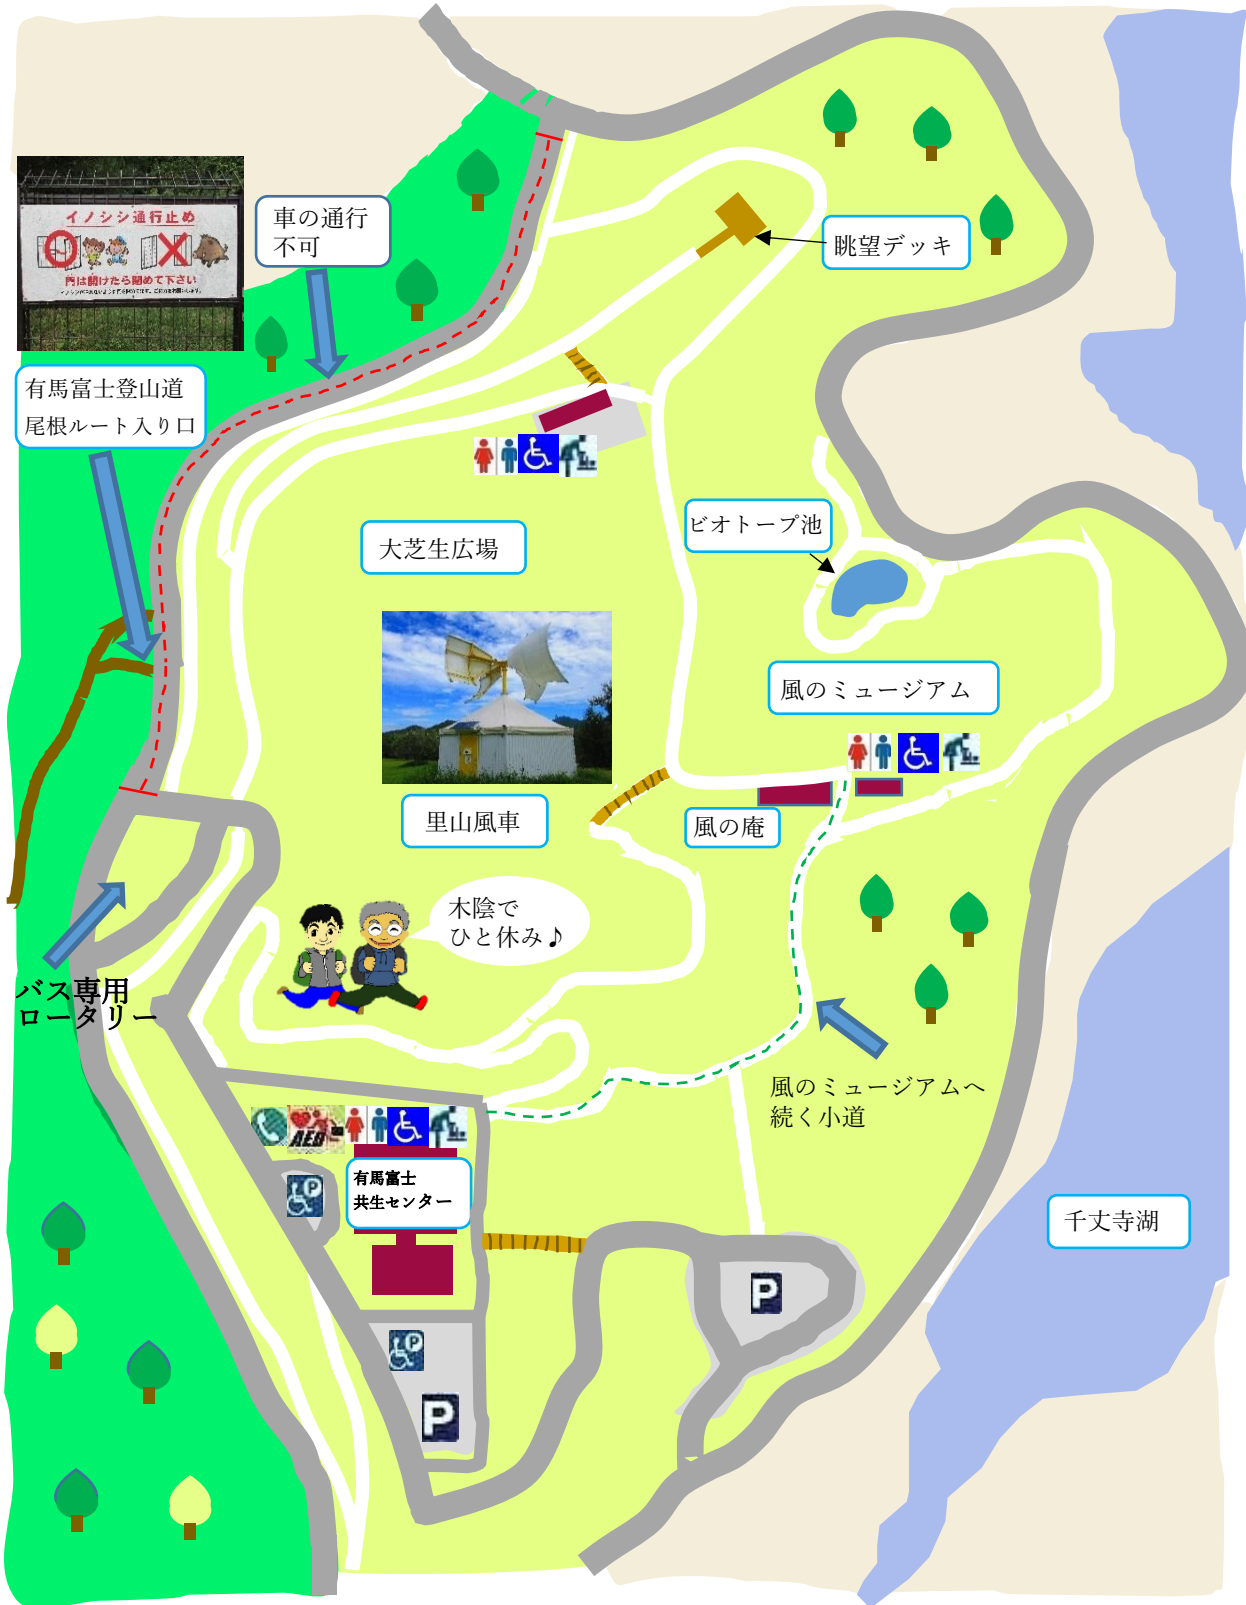 イノシシ通行止め
門は開けたら閉めて下さい
車の通行
不可
眺望デッキ
有馬富士登山道
尾根ルート入り口
大芝生広場
ビオトープ池
風のミュージアム
里山風車
風の庵
木陰で
ひと休み♪
バス専用
ロータリー
風のミュージアムへ
続く小道
AED
有馬富士
共生センター
P
千丈寺湖
P
P
P